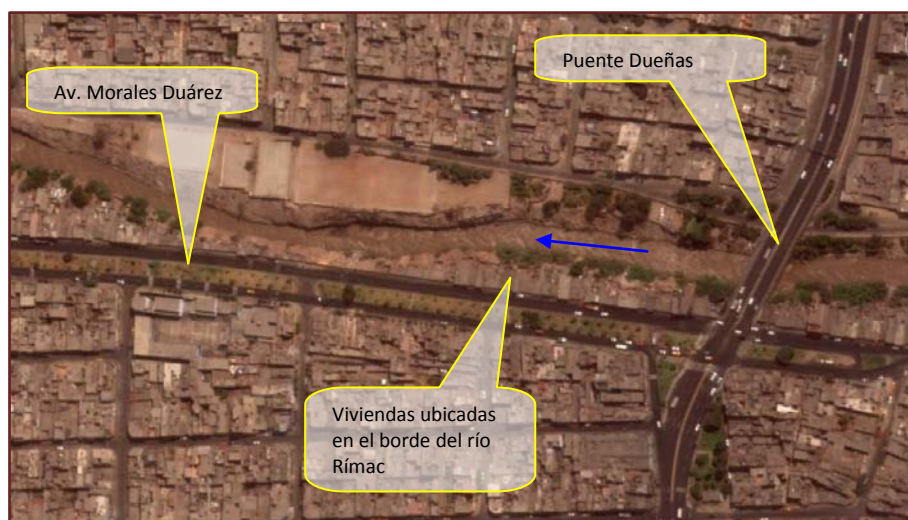 Av. Morales Duárez
Puente Dueñas
Viviendas ubicadas
en el borde del río
Rímac